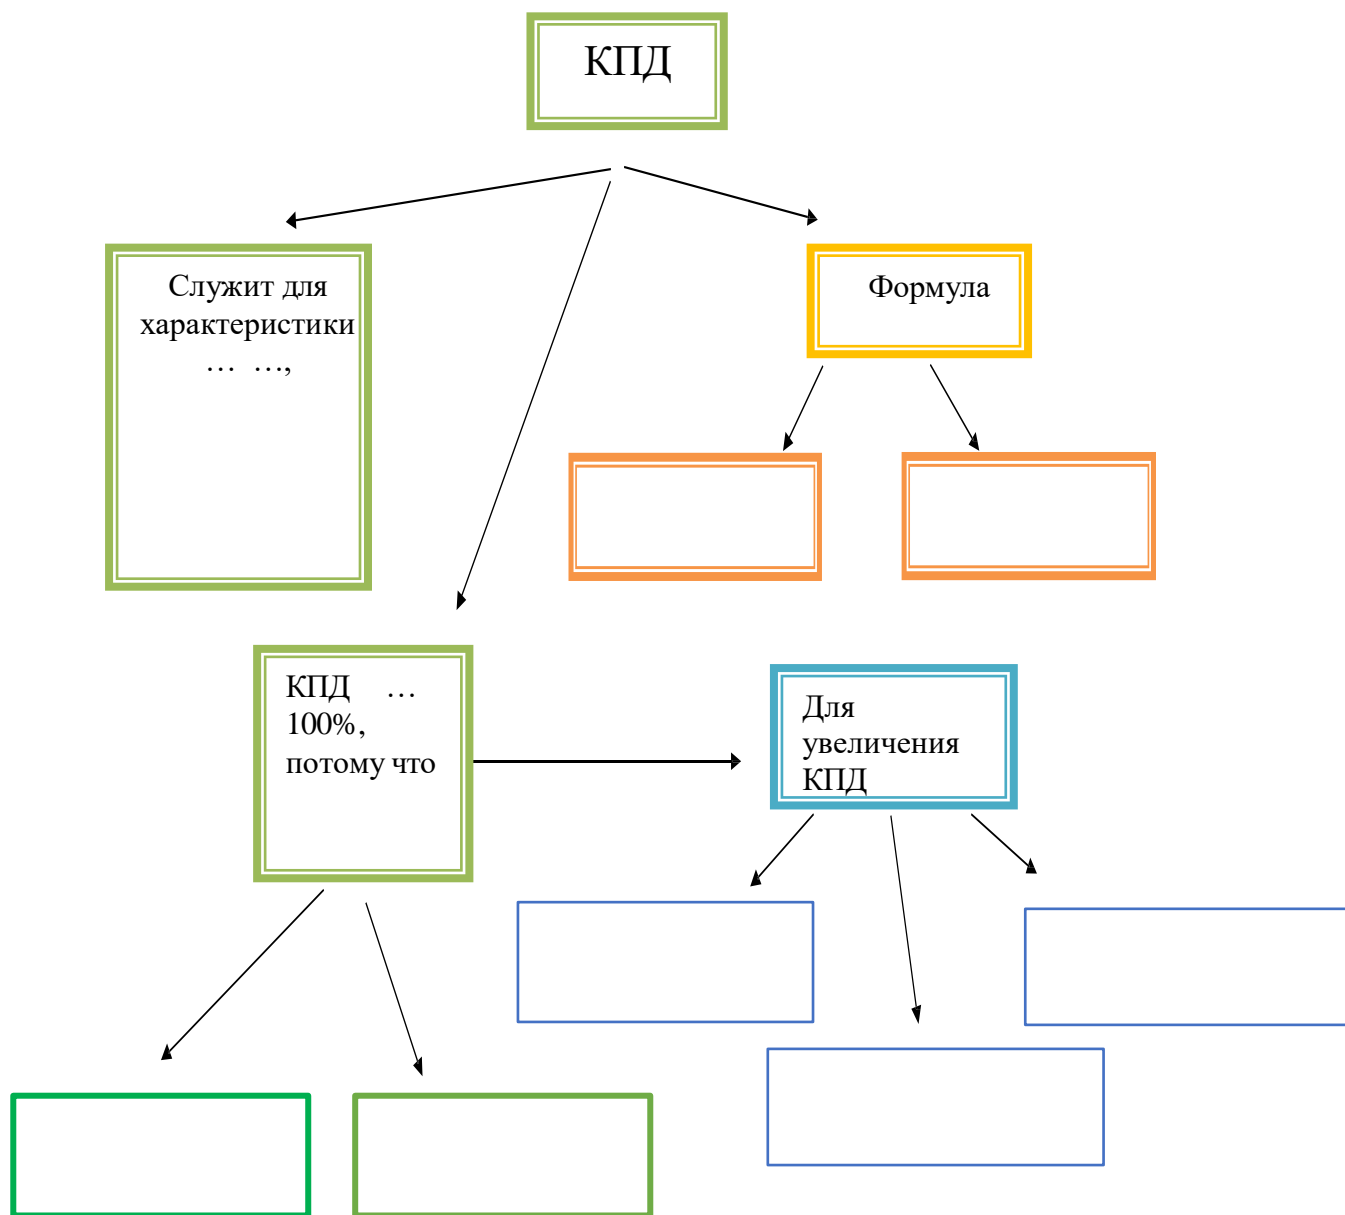 КПД
Служит для
характеристики
… …,
Формула
КПД …
100%,
потому что
Для
увеличения
КПД